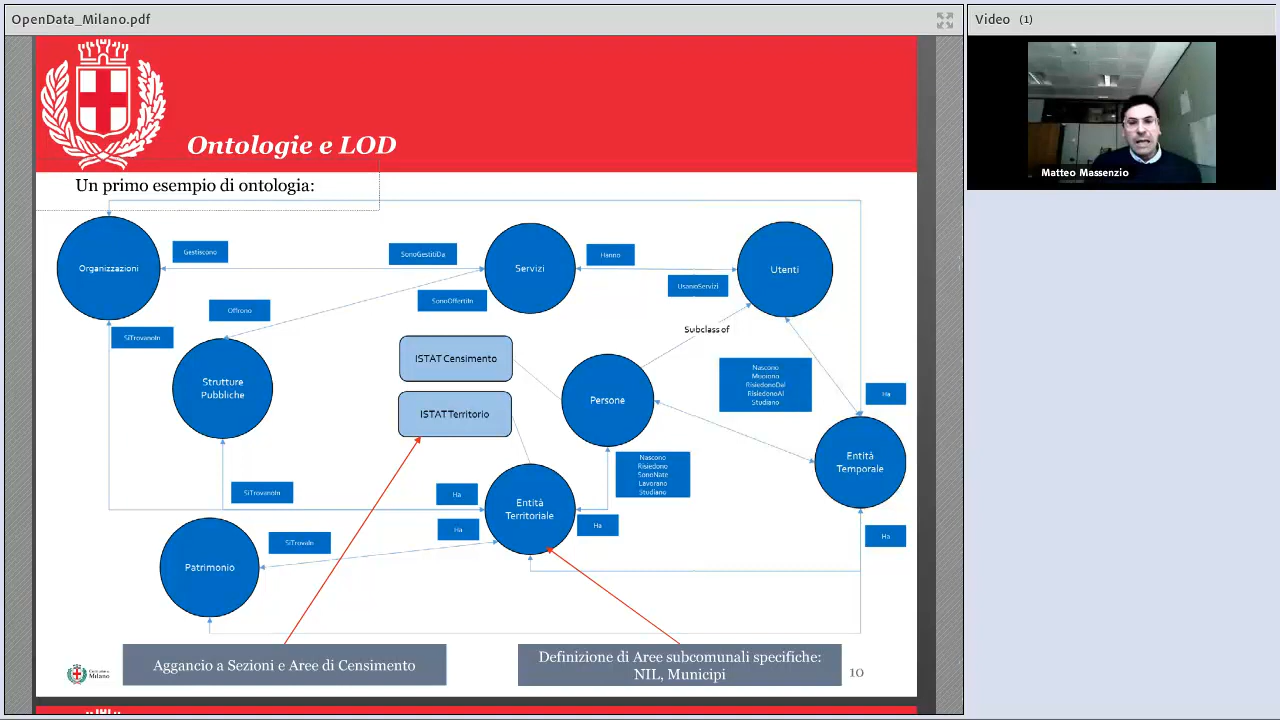 OpenData_Milano.pdf
Video (1)
Matteo Massenzio
Ontologie e LOD
Un primo esempio di ontologia:
Organizzazioni
Gestiscono
SonoGestitiDa
Servizi
Hanno
UsanoServizi
Utenti
Offrono
SonoOffertiIn
SiTrovanoIn
Subclass of
Strutture
Pubbliche
ISTAT Censimento
ISTAT Territorio
Persone
Nascono
Muoiono
RisiedonoDal
RisiedonoAl
Studiano
Ha
Entità
Temporale
Nascono
Risiedono
SonoNate
Lavorano
Studiano
SiTrovanoIn
Ha
Entità
Territoriale
Ha
Ha
SiTrovaIn
Patrimonio
Ha
Aggancio a Sezioni e Aree di Censimento
Definizione di Aree subcomunali specifiche:
NIL, Municipi
Comune di
Milano
10